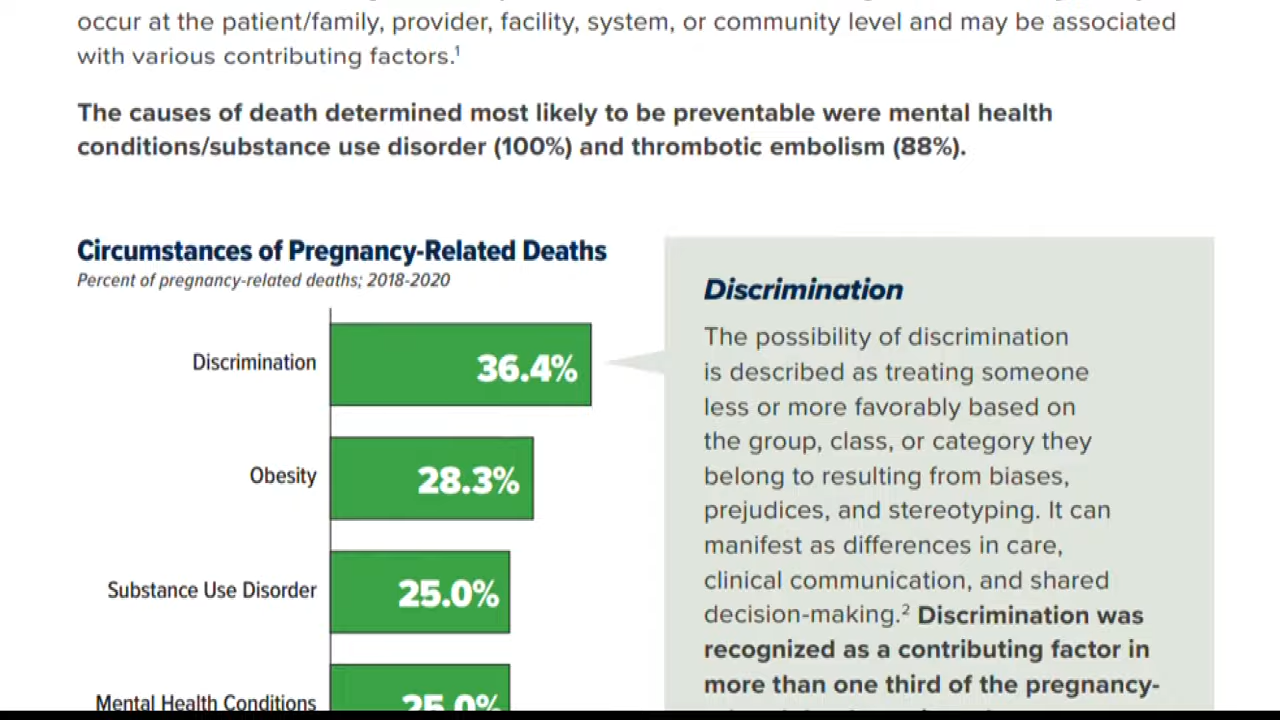 occur at the patient/family, provider, facility, system, or community level and may be associated
with various contributing factors.¹
The causes of death determined most likely to be preventable were mental health
conditions/substance use disorder (100%) and thrombotic embolism (88%).
Circumstances of Pregnancy-Related Deaths
Percent of pregnancy-related deaths; 2018-2020
Discrimination
36.4%
Obesity
28.3%
Substance Use Disorder
25.0%
Mental Health Conditions
25.0%
Discrimination
The possibility of discrimination
is described as treating someone
less or more favorably based on
the group, class, or category they
belong to resulting from biases,
prejudices, and stereotyping. It can
manifest as differences in care,
clinical communication, and shared
decision-making.² Discrimination was
recognized as a contributing factor in
more than one third of the pregnancy-